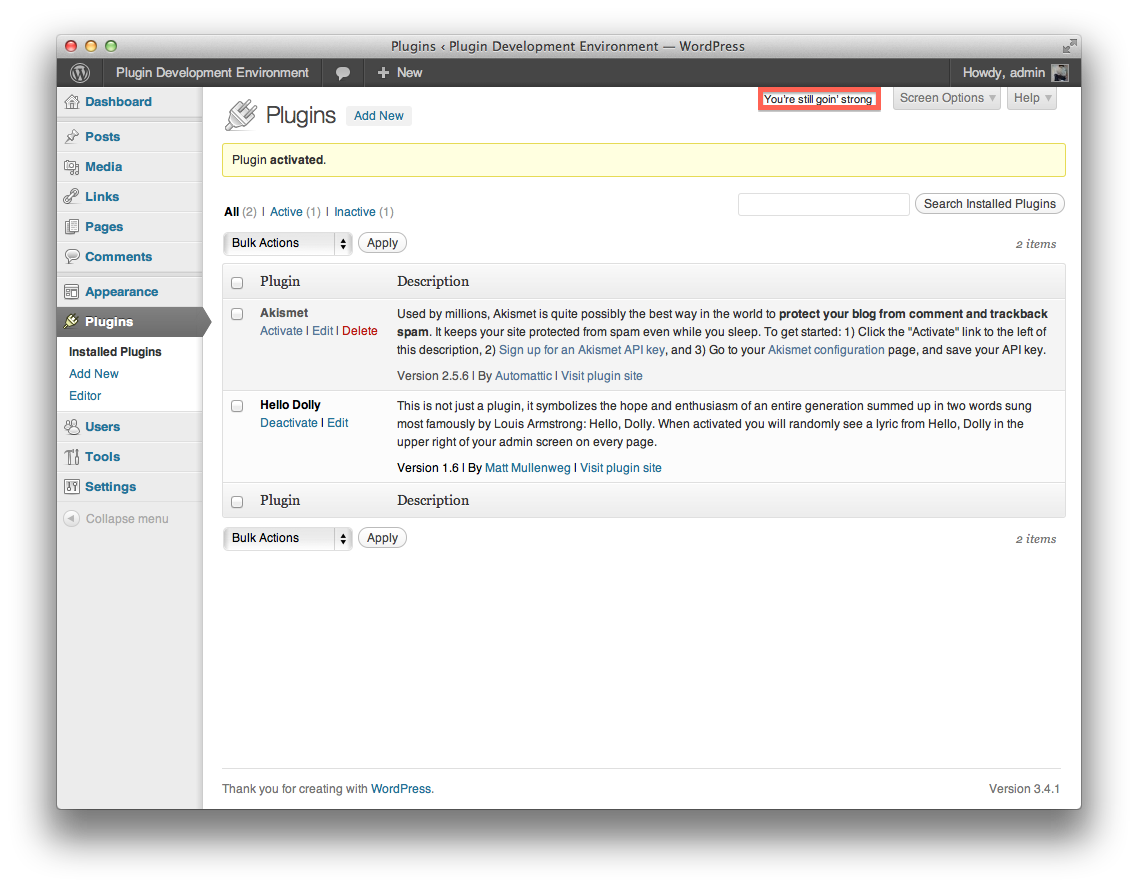 Plugins ‹ Plugin Development Environment — WordPress
Plugin Development Environment
+ New
Howdy, admin
You're still goin' strong
Screen Options ▼
Help ▼
Dashboard
Posts
Media
Links
Pages
Comments
Appearance
Plugins
Installed Plugins
Add New
Editor
Users
Tools
Settings
Collapse menu
Plugins
Add New
Plugin activated.
All (2) | Active (1) | Inactive (1)
Search Installed Plugins
Bulk Actions
Apply
2 items
Plugin
Description
Akismet
Activate | Edit | Delete
Used by millions, Akismet is quite possibly the best way in the world to protect your blog from comment and trackback
spam. It keeps your site protected from spam even while you sleep. To get started: 1) Click the "Activate" link to the left of
this description, 2) Sign up for an Akismet API key, and 3) Go to your Akismet configuration page, and save your API key.
Version 2.5.6 | By Automattic | Visit plugin site
Hello Dolly
Deactivate | Edit
This is not just a plugin, it symbolizes the hope and enthusiasm of an entire generation summed up in two words sung
most famously by Louis Armstrong: Hello, Dolly. When activated you will randomly see a lyric from Hello, Dolly in the
upper right of your admin screen on every page.
Version 1.6 | By Matt Mullenweg | Visit plugin site
Plugin
Description
Bulk Actions
Apply
2 items
Thank you for creating with WordPress.
Version 3.4.1